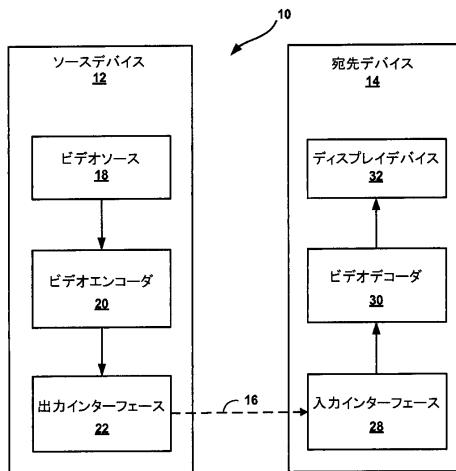 10
ソースデバイス
12
ビデオソース
18
ビデオエンコーダ
20
出力インターフェース
22
16
宛先デバイス
14
ディスプレイデバイス
32
ビデオデコーダ
30
入力インターフェース
28